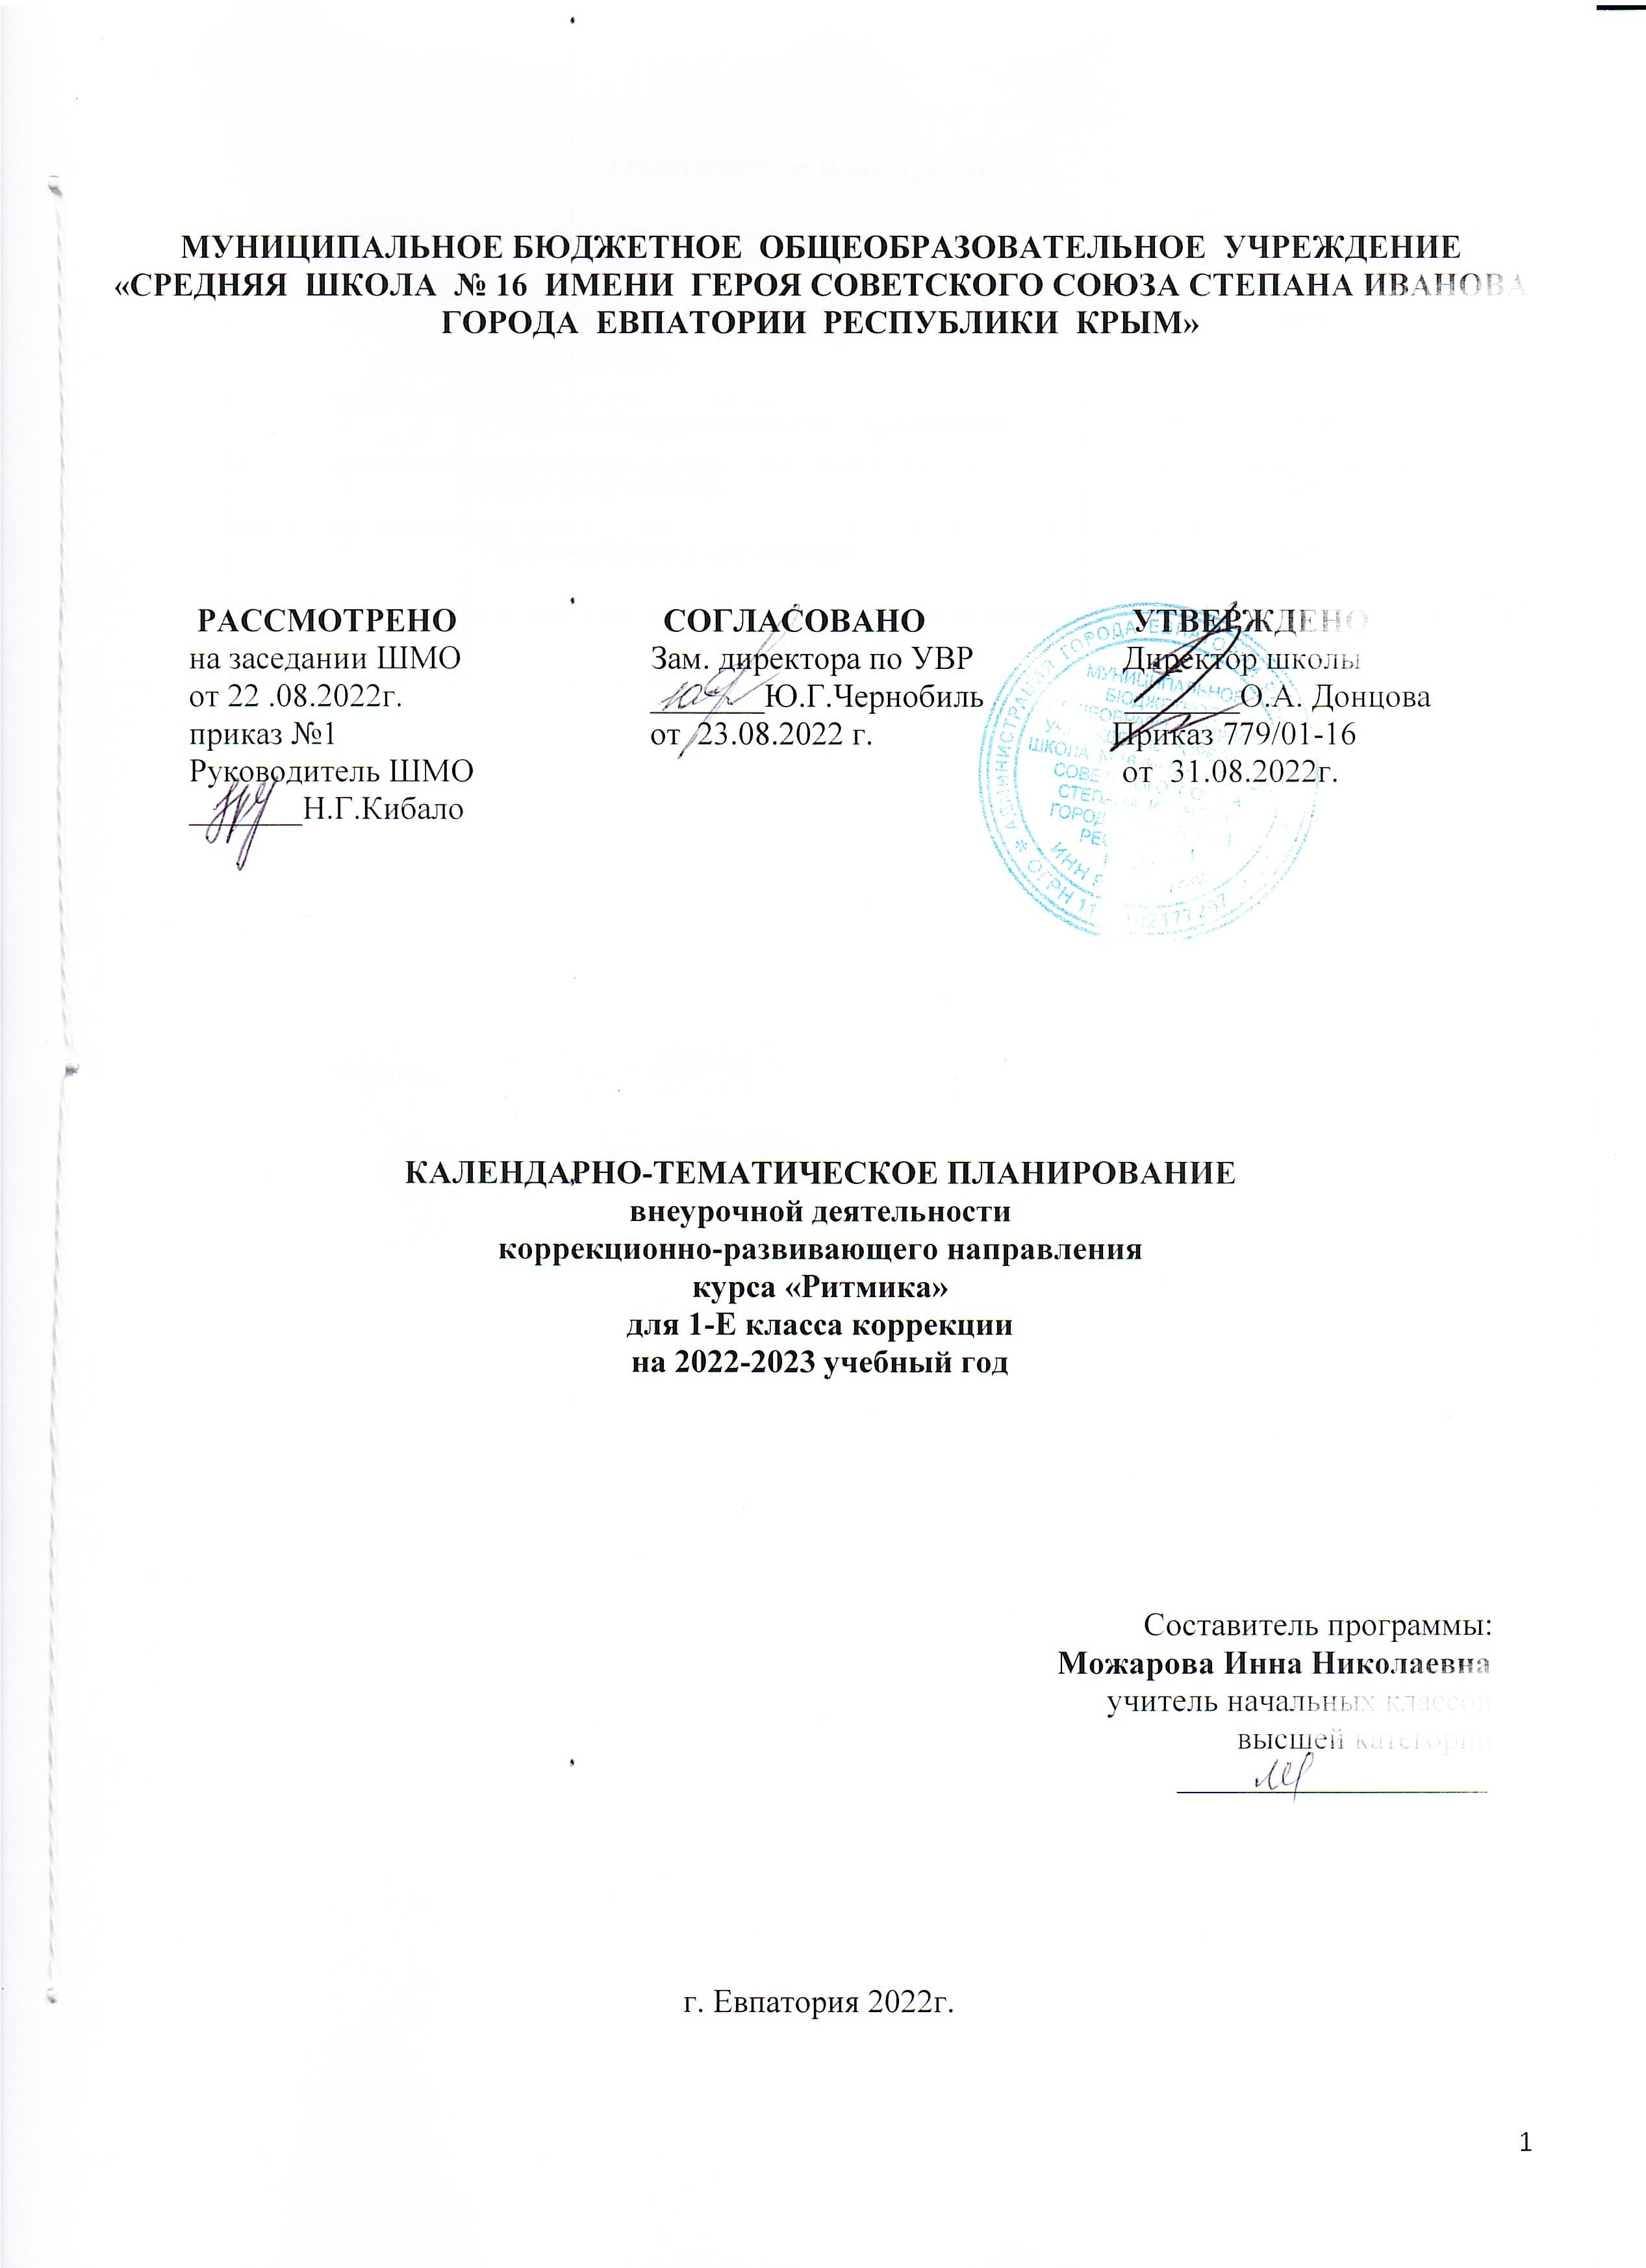 МУНИЦИПАЛЬНОЕ БЮДЖЕТНОЕ ОБЩЕОБРАЗОВАТЕЛЬНОЕ УЧРЕЖДЕНИЕ
«СРЕДНЯЯ ШКОЛА № 16 ИМЕНИ ГЕРОЯ СОВЕТСКОГО СОЮЗА СТЕПАНА ИВАНОВА
ГОРОДА ЕВПАТОРИИ РЕСПУБЛИКИ КРЫМ»
РАССМОТРЕНО
на заседании ШМО
от 22 .08.2022г.
приказ №1
Руководитель ШМО
________Н.Г.Кибало
СОГЛАСОВАНО
Зам. директора по УВР
________Ю.Г.Чернобиль
от 23.08.2022 г.
УТВЕРЖДЕНО
Директор школы
________О.А. Донцова
Приказ 779/01-16
от 31.08.2022г.
КАЛЕНДАРНО-ТЕМАТИЧЕСКОЕ ПЛАНИРОВАНИЕ
внеурочной деятельности
коррекционно-развивающего направления
курса «Ритмика»
для 1-Е класса коррекции
на 2022-2023 учебный год
Составитель программы:
Можарова Инна Николаевна
учитель начальных классов
высшей категории
г. Евпатория 2022г.
1